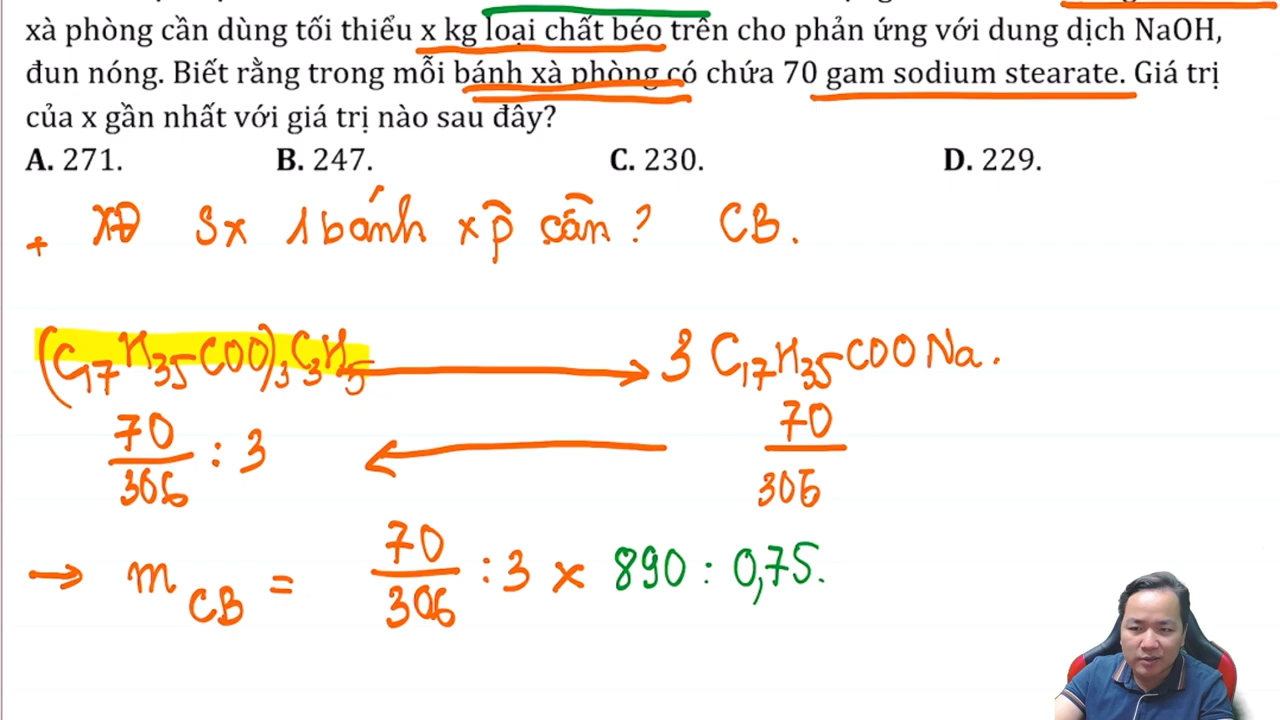 xà phòng cần dùng tối thiểu x kg loại chất béo trên cho phản ứng với dung dịch NaOH,
đun nóng. Biết rằng trong mỗi bánh xà phòng có chứa 70 gam sodium stearate. Giá trị
của x gần nhất với giá trị nào sau đây?
A. 271. B. 247. C. 230. D. 229.
+ XĐ Sx 1 bánh xp cần? CB.
(C17H35COO)3C3H5 → 3 C17H35COONa.
70/306 : 3 ← 70/306
→ mCB = 70/306 : 3 x 890 : 0,75.